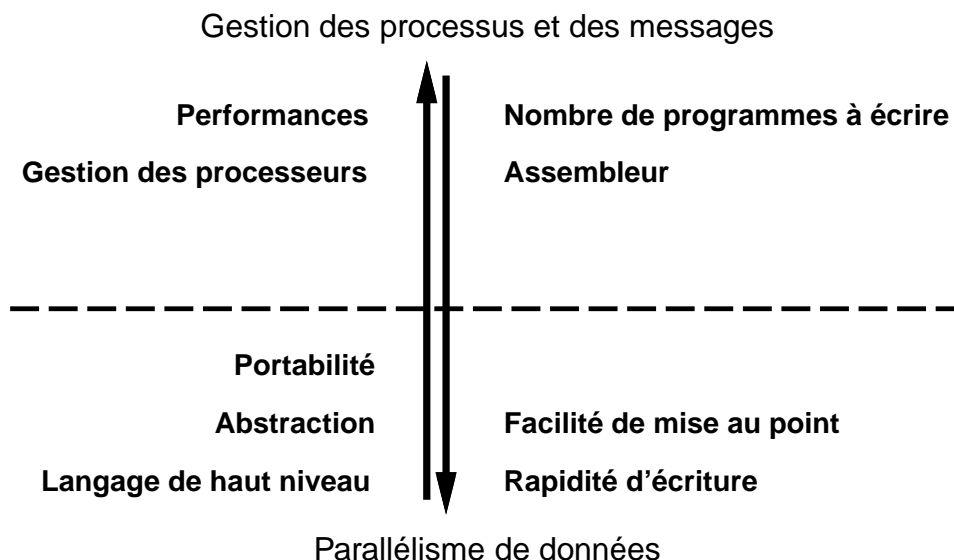 Gestion des processus et des messages
Performances
Nombre de programmes à écrire
Gestion des processeurs
Assembleur
Portabilité
Abstraction
Facilité de mise au point
Langage de haut niveau
Rapidité d’écriture
Parallélisme de données